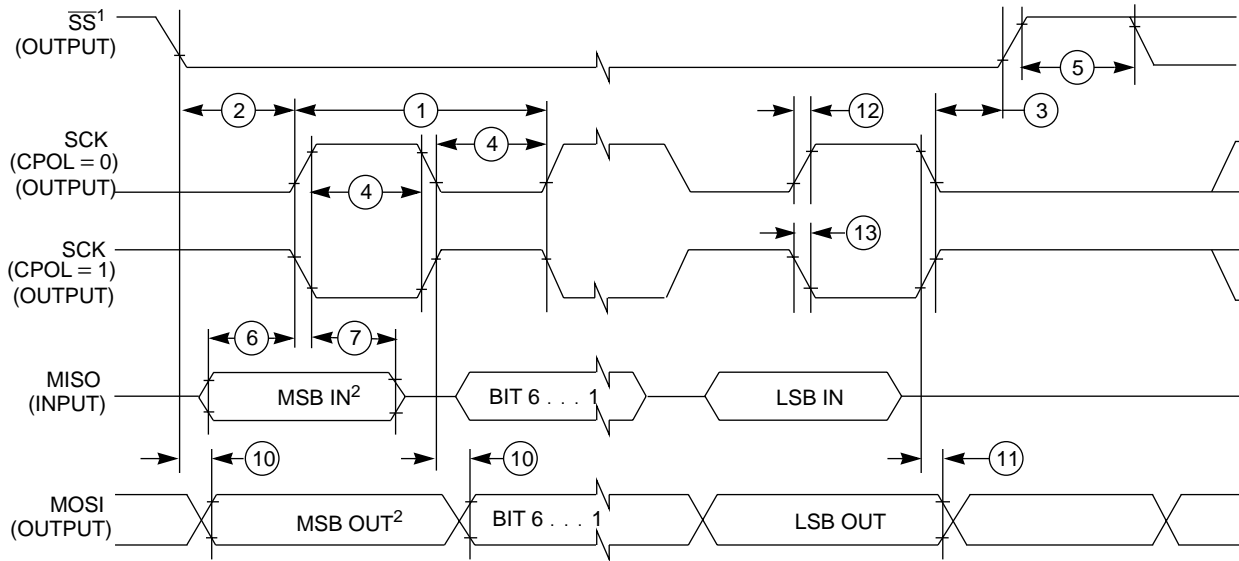 SS¹
(OUTPUT)
5
2
1
12
3
SCK
(CPOL = 0)
(OUTPUT)
4
4
13
SCK
(CPOL = 1)
(OUTPUT)
6
7
MISO
(INPUT)
MSB IN²
BIT 6 . . . 1
LSB IN
10
10
11
MOSI
(OUTPUT)
MSB OUT²
BIT 6 . . . 1
LSB OUT